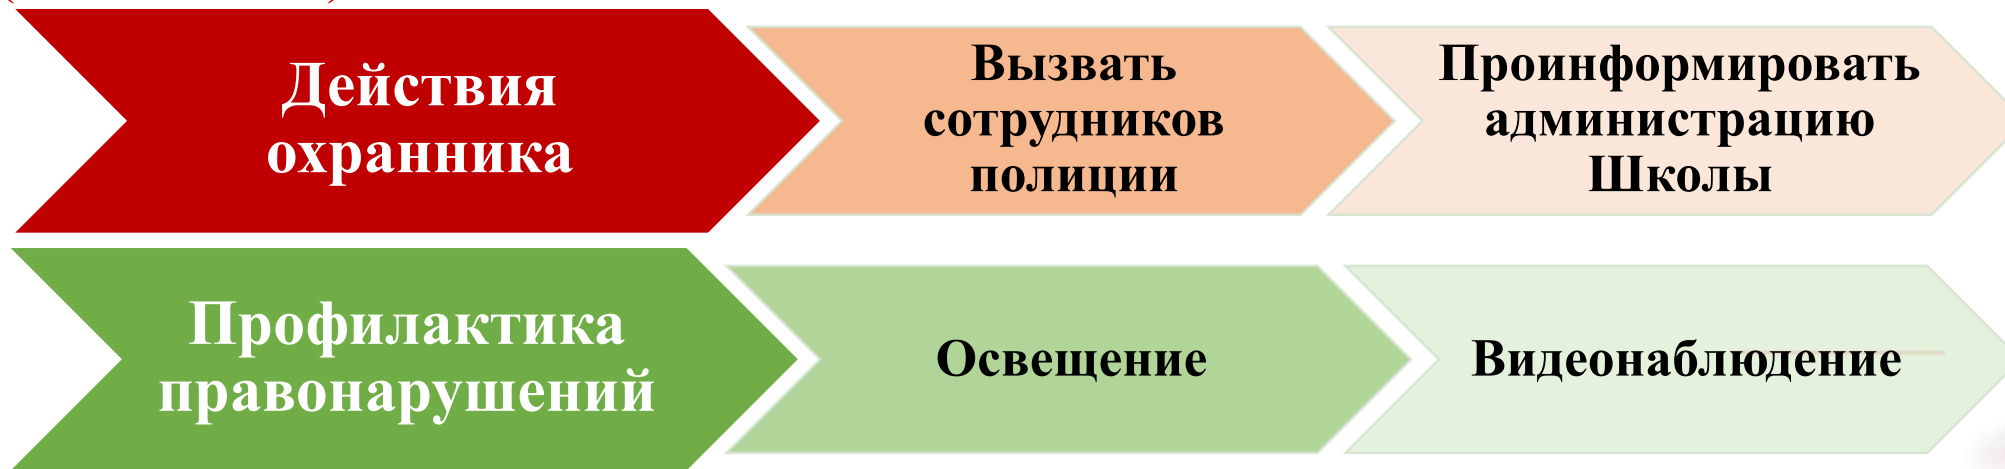 Действия
охранника
Вызвать
сотрудников
полиции
Проинформировать
администрацию
Школы
Профилактика
правонарушений
Освещение
Видеонаблюдение